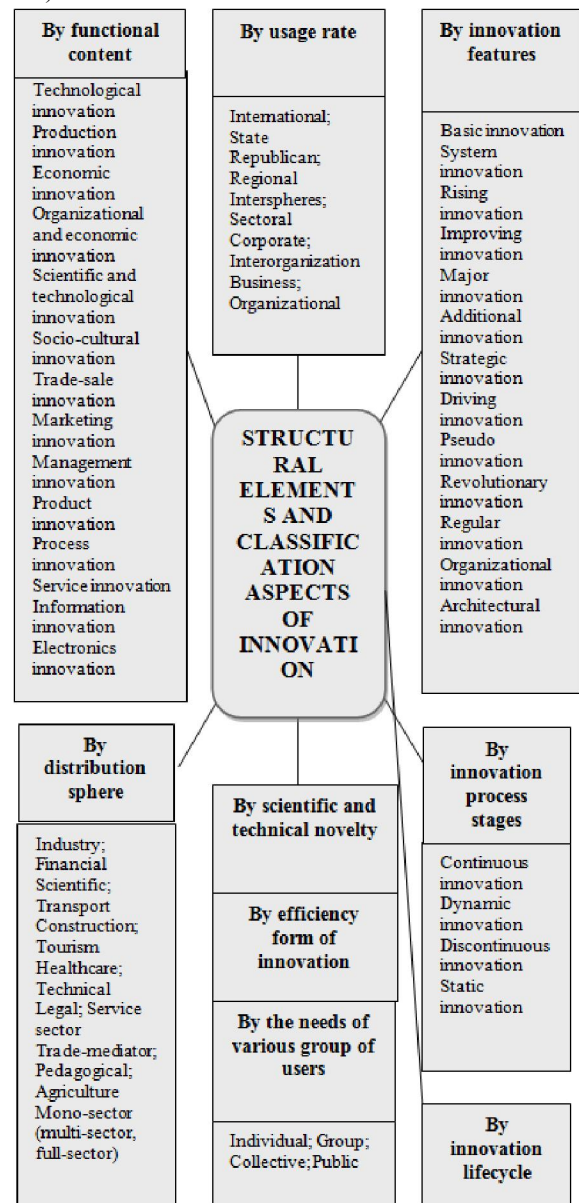 By functional
content
Technological
innovation
Production
innovation
Economic
innovation
Organizational
and economic
innovation
Scientific and
technological
innovation
Socio-cultural
innovation
Trade-sale
innovation
Marketing
innovation
Management
innovation
Product
innovation
Process
innovation
Service innovation
Information
innovation
Electronics
innovation
By usage rate
International;
State
Republican;
Regional
Interspheres;
Sectoral
Corporate;
Interorganization
Business;
Organizational
By innovation
features
Basic innovation
System
innovation
Rising
innovation
Improving
innovation
Major
innovation
Additional
innovation
Strategic
innovation
Driving
innovation
Pseudo
innovation
Revolutionary
innovation
Regular
innovation
Organizational
innovation
Architectural
innovation
STRUCTU
RAL
ELEMENT
S AND
CLASSIFIC
ATION
ASPECTS
OF
INNOVATI
ON
By
distribution
sphere
Industry;
Financial
Scientific;
Transport
Construction;
Tourism
Healthcare;
Technical
Legal; Service
sector
Trade-mediator;
Pedagogical;
Agriculture
Mono-sector
(multi-sector,
full-sector)
By scientific and
technical novelty
By efficiency
form of
innovation
By the needs of
various group of
users
Individual; Group;
Collective;Public
By
innovation
process
stages
Continuous
innovation
Dynamic
innovation
Discontinuous
innovation
Static
innovation
By
innovation
lifecycle